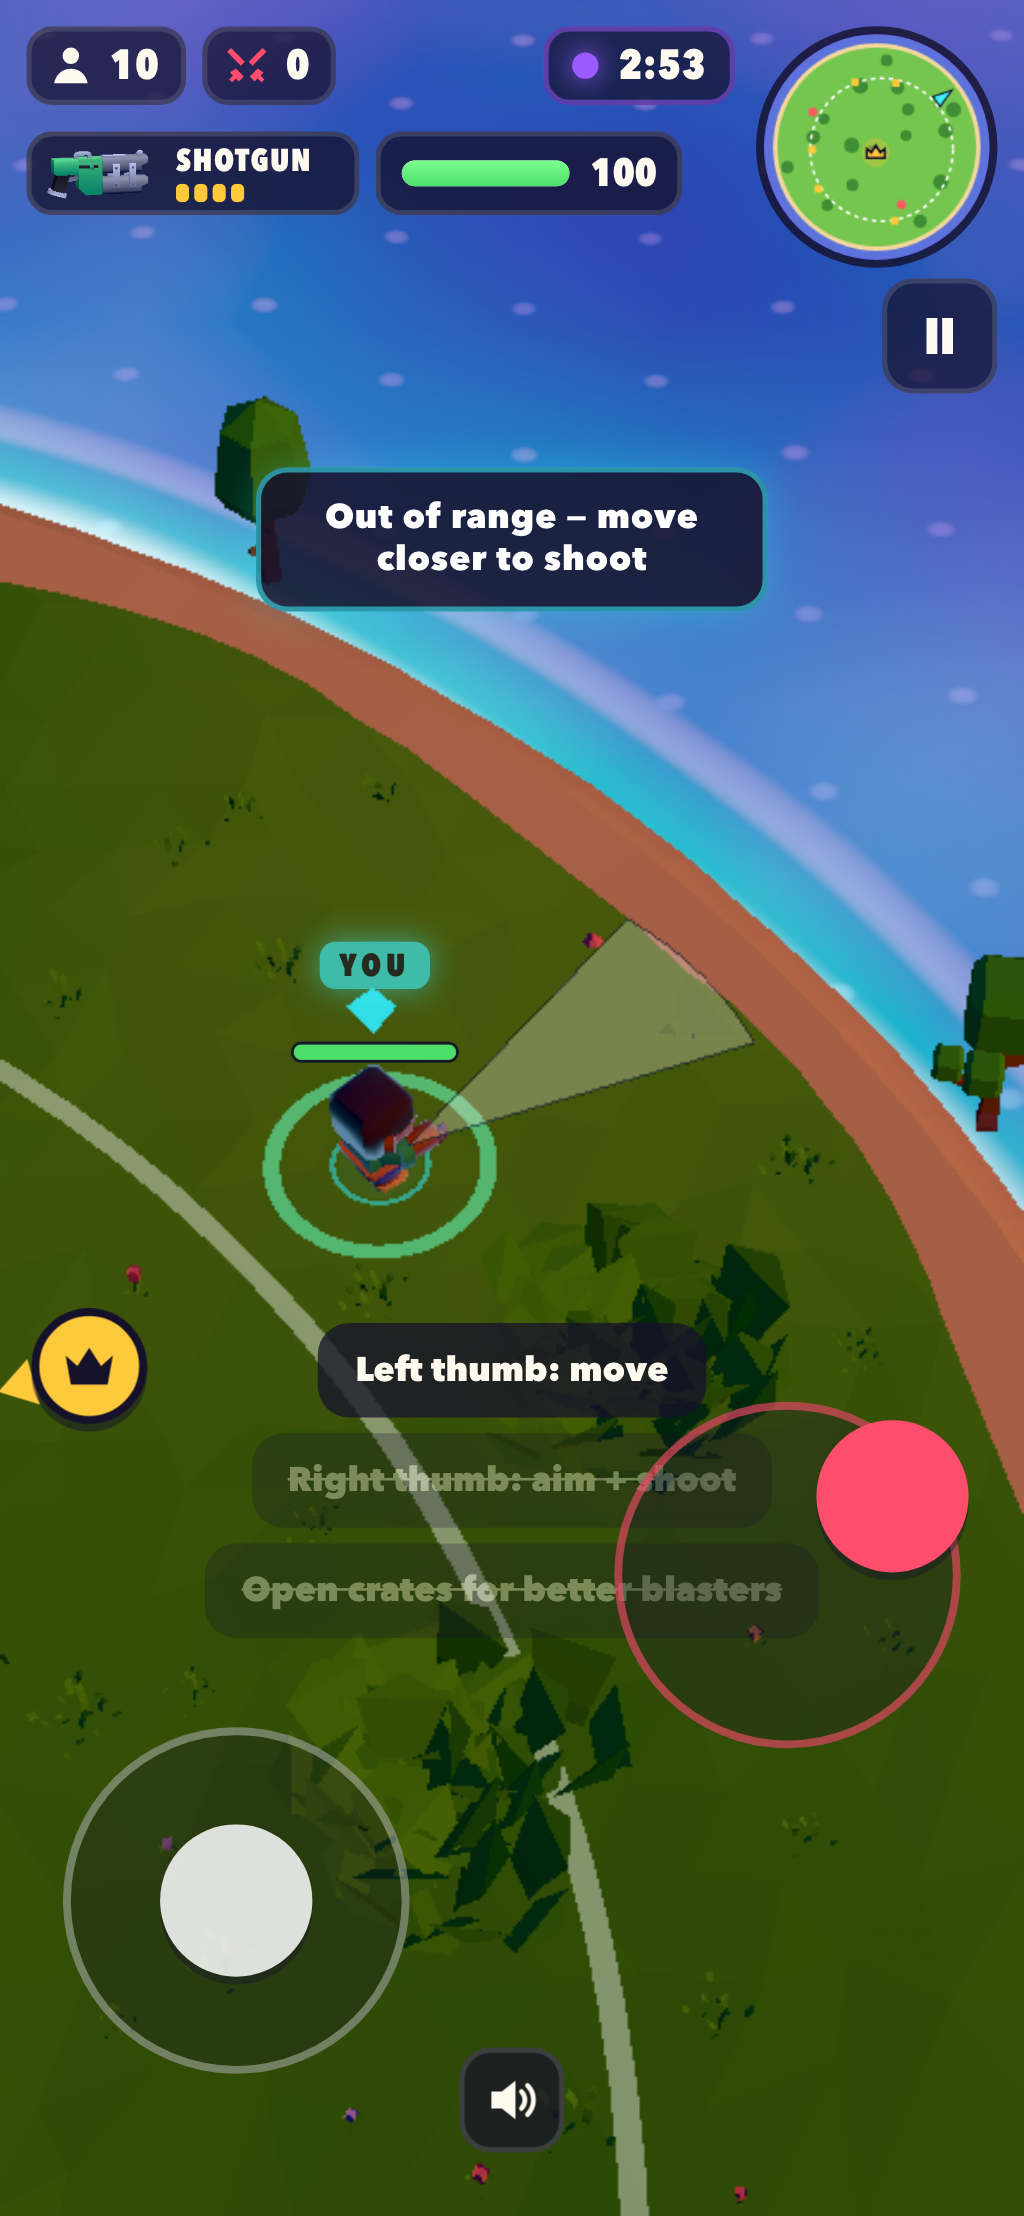 10
0
2:53
SHOTGUN
100
Out of range – move
closer to shoot
YOU
Left thumb: move
Right thumb: aim + shoot
Open crates for better blasters